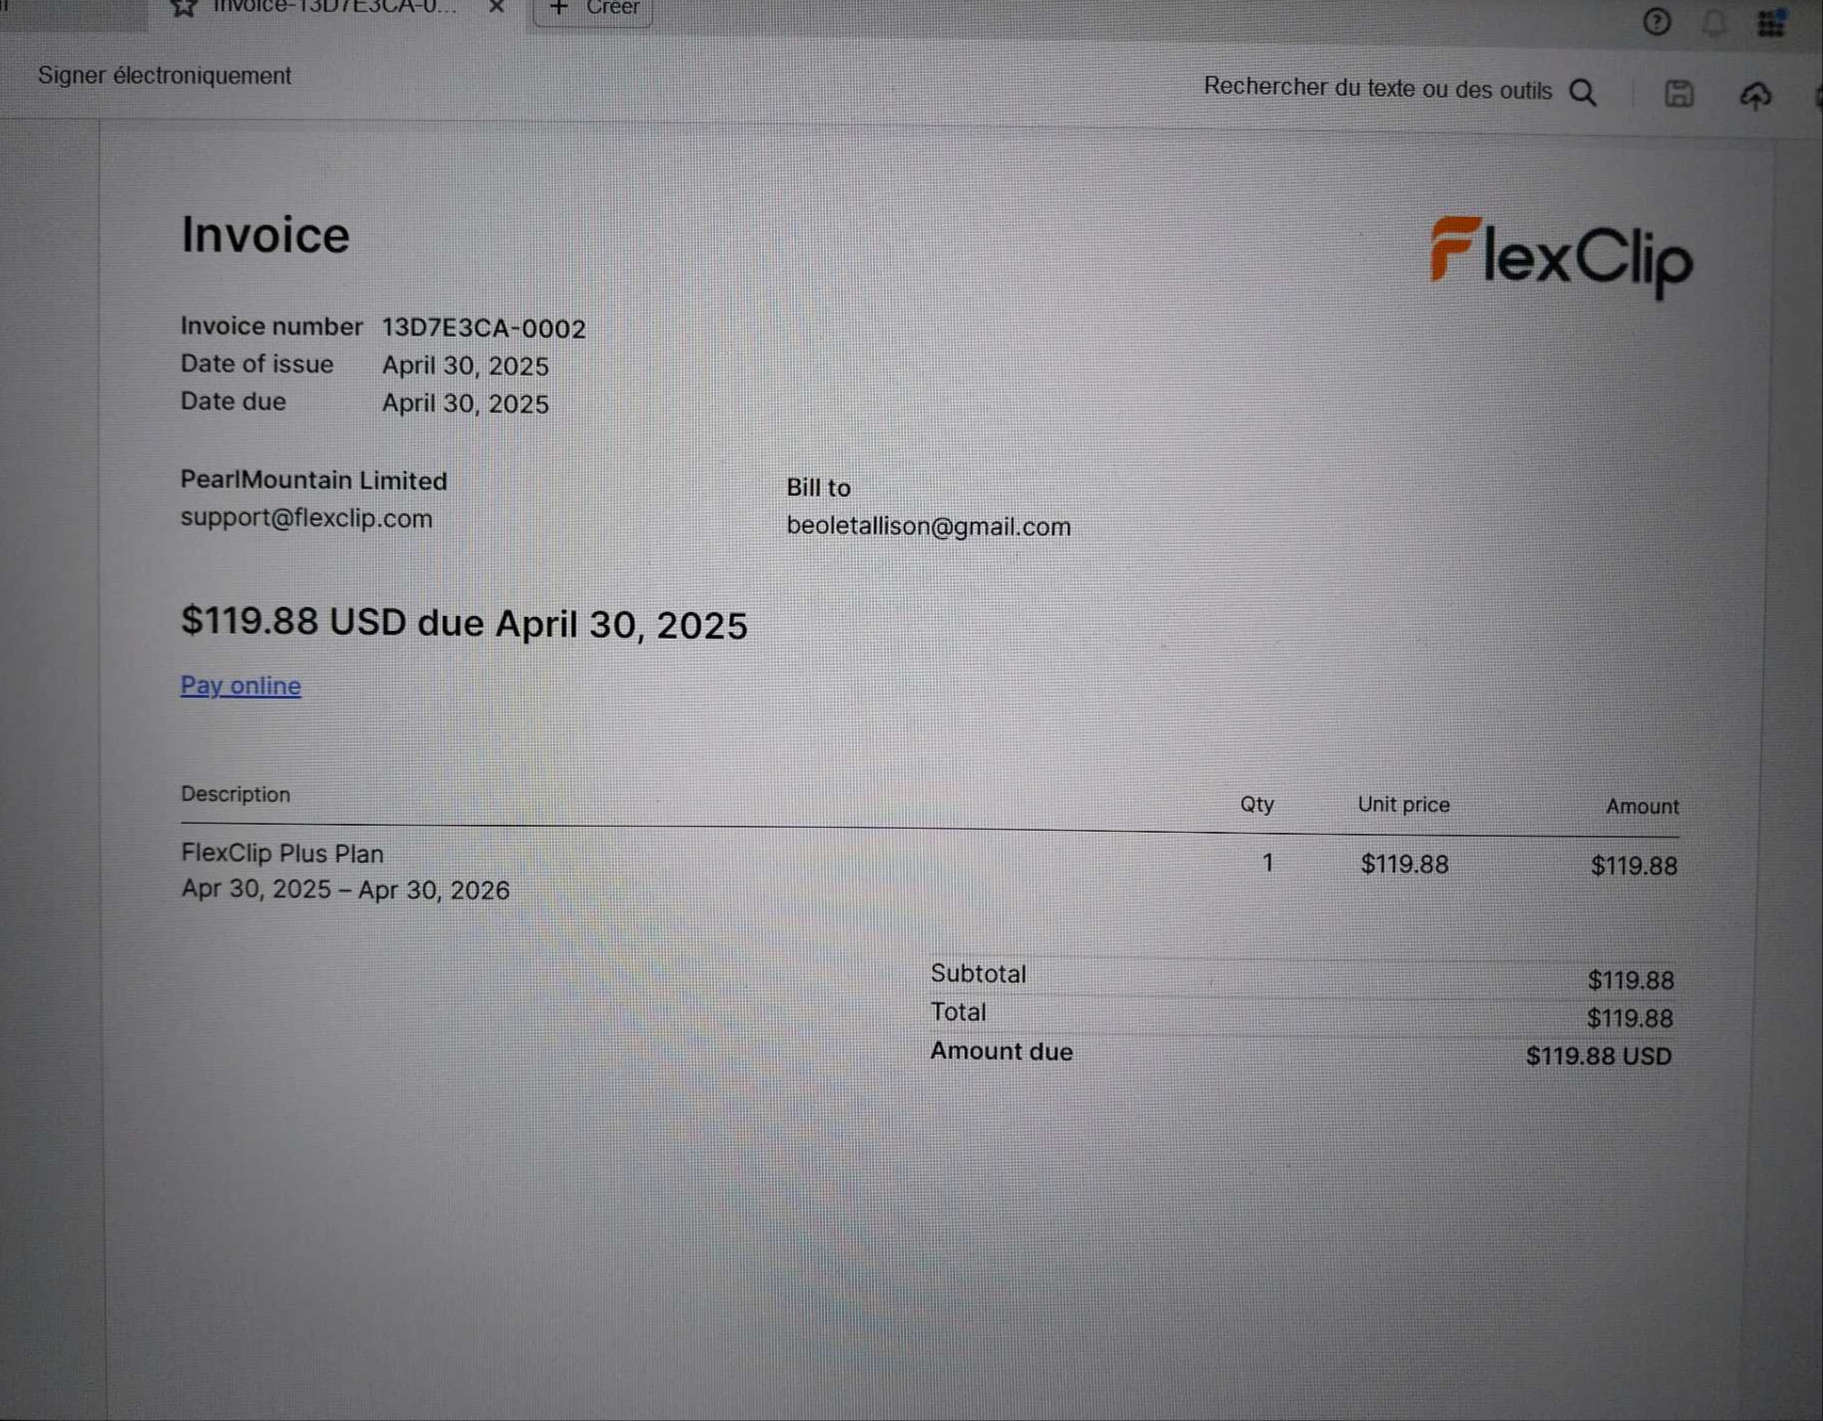 Invoice-13D7E3CA-0...
Créer
Signer électroniquement
Rechercher du texte ou des outils
Invoice
FlexClip
Invoice number 13D7E3CA-0002
Date of issue April 30, 2025
Date due April 30, 2025
PearlMountain Limited
support@flexclip.com
Bill to
beoletallison@gmail.com
$119.88 USD due April 30, 2025
Pay online
Description Qty Unit price Amount
FlexClip Plus Plan 1 $119.88 $119.88
Apr 30, 2025 – Apr 30, 2026
Subtotal $119.88
Total $119.88
Amount due $119.88 USD